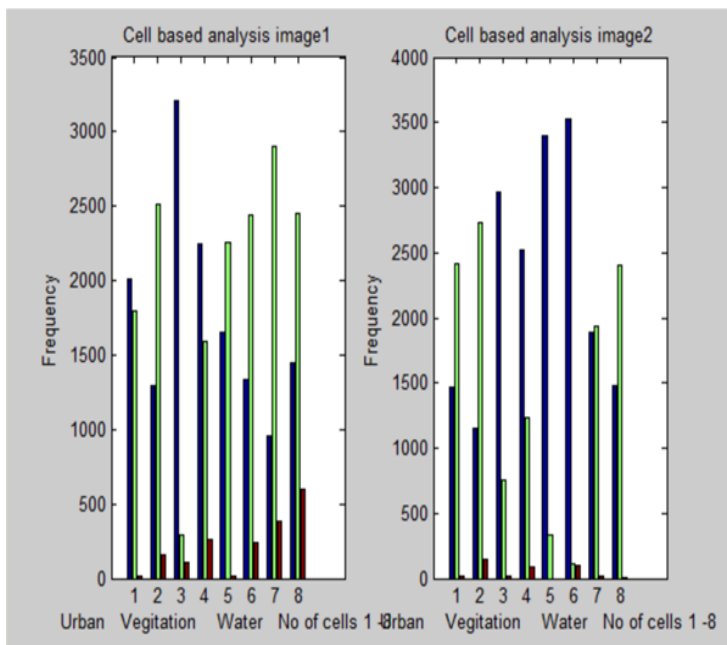 Cell based analysis image1
3500
3000
2500
2000
1500
1000
500
0
Frequency
1 2 3 4 5 6 7 8
Urban Vegitation Water No of cells 1 -8
Cell based analysis image2
4000
3500
3000
2500
2000
1500
1000
500
0
Frequency
1 2 3 4 5 6 7 8
Urban Vegitation Water No of cells 1 -8